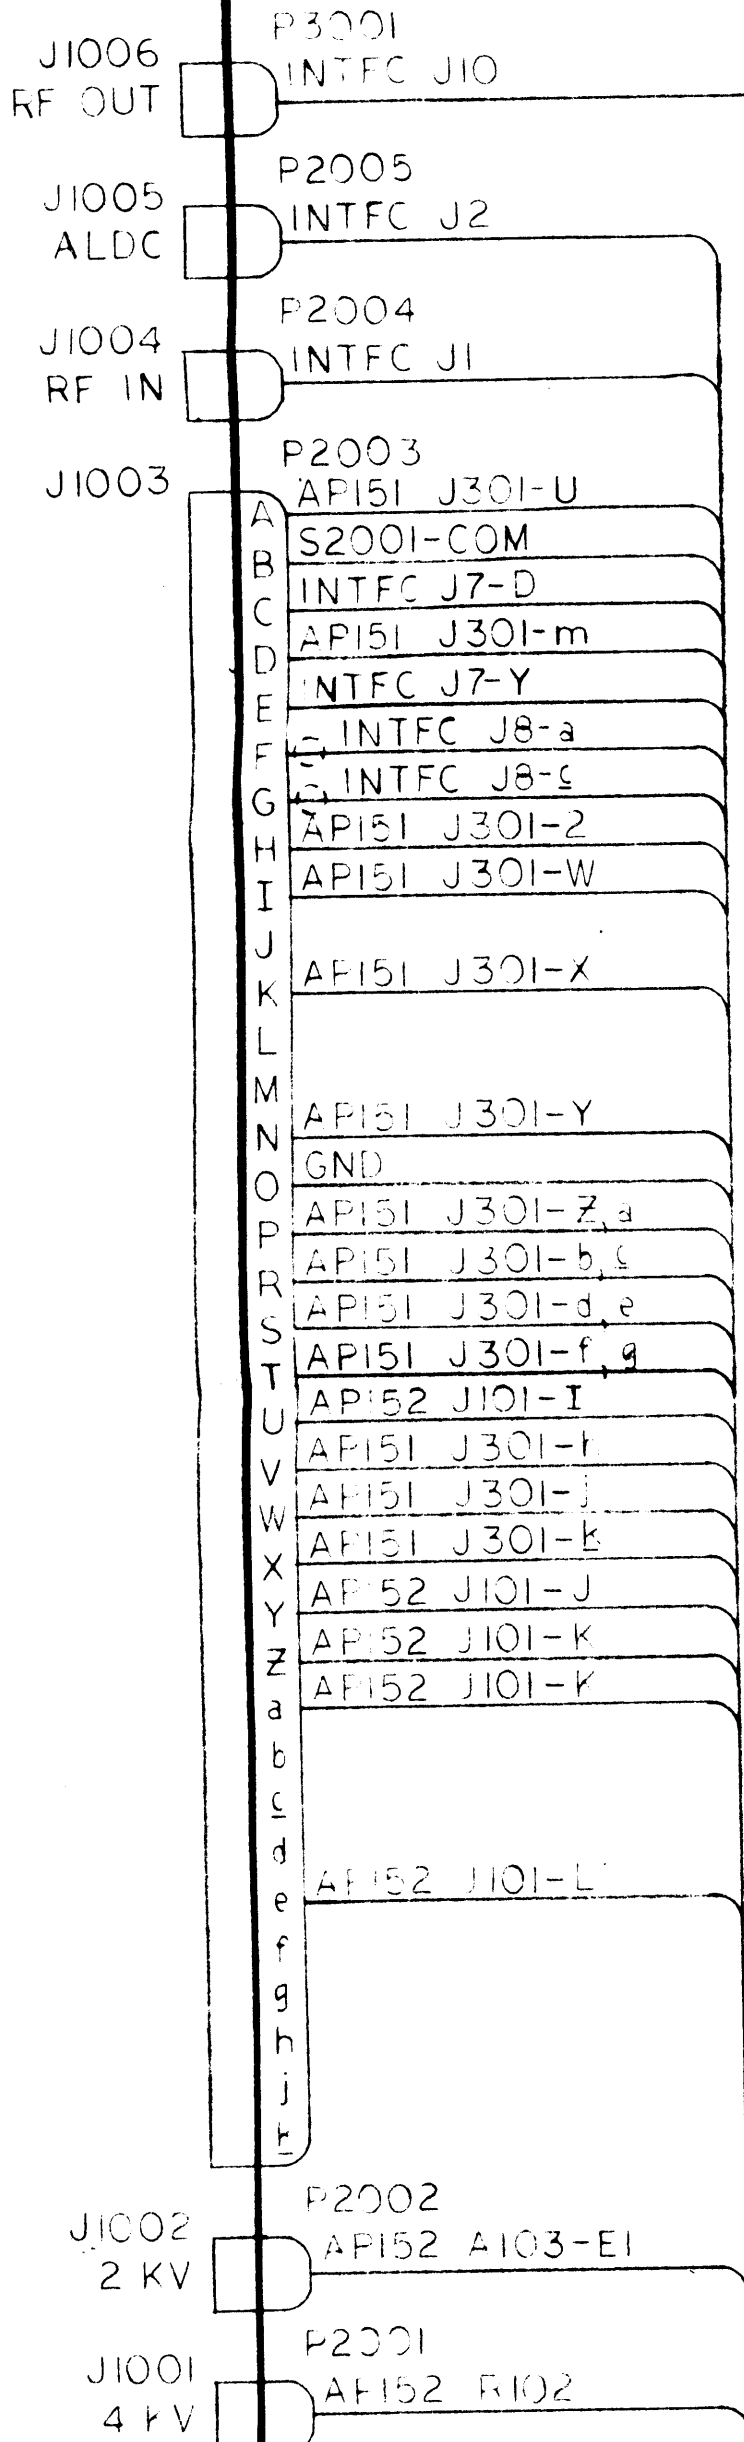 P3001
J1006
INTFC J10
RF OUT
P2005
J1005
INTFC J2
ALDC
P2004
J1004
INTFC J1
RF IN
P2003
J1003
AP151 J301-U
A
S2001-COM
B
INTFC J7-D
C
AP151 J301-m
D
INTFC J7-Y
E
INTFC J8-a
F
INTFC J8-c
G
AP151 J301-2
H
AP151 J301-W
I
J
AP151 J301-X
K
L
M
AP151 J301-Y
N
GND
O
AP151 J301-Z,a
P
AP151 J301-b,c
R
AP151 J301-d,e
S
AP151 J301-f,g
T
AP152 J101-I
U
AP151 J301-h
V
AP151 J301-j
W
AP151 J301-k
X
AP152 J101-J
Y
AP152 J101-K
Z
AP152 J101-K
a
b
c
d
AP152 J101-L
e
f
g
h
j
k
P2002
J1002
AP152 A103-E1
2 KV
P2001
J1001
AP152 R102
4 KV